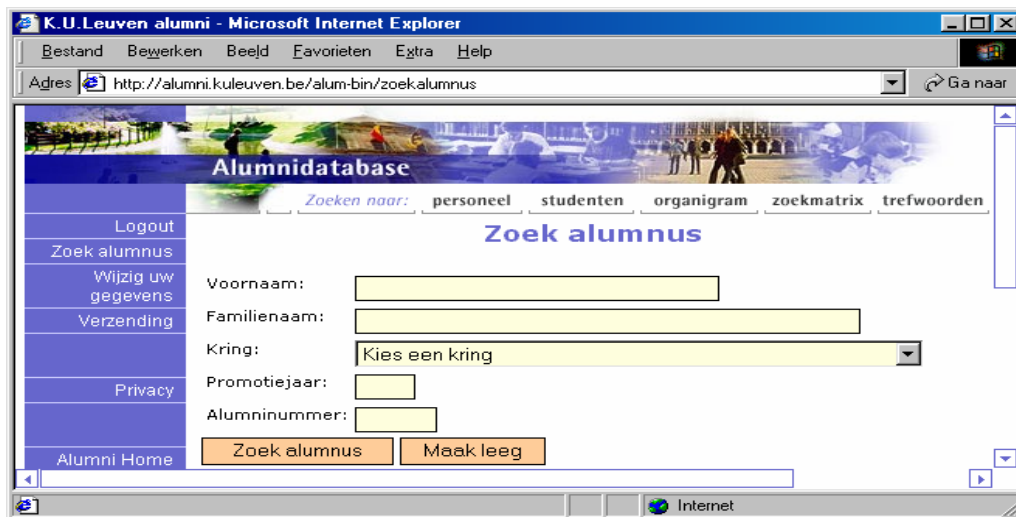 K.U.Leuven alumni - Microsoft Internet Explorer
Bestand Bewerken Beeld Favorieten Extra Help
Adres http://alumni.kuleuven.be/alum-bin/zoekalumnus Ga naar
Alumnidatabase
Zoeken naar: personeel studenten organigram zoekmatrix trefwoorden
Logout
Zoek alumnus
Wijzig uw
gegevens
Verzending
Privacy
Alumni Home
Zoek alumnus
Voornaam:
Familienaam:
Kring: Kies een kring
Promotiejaar:
Alumninummer:
Zoek alumnus Maak leeg
Internet